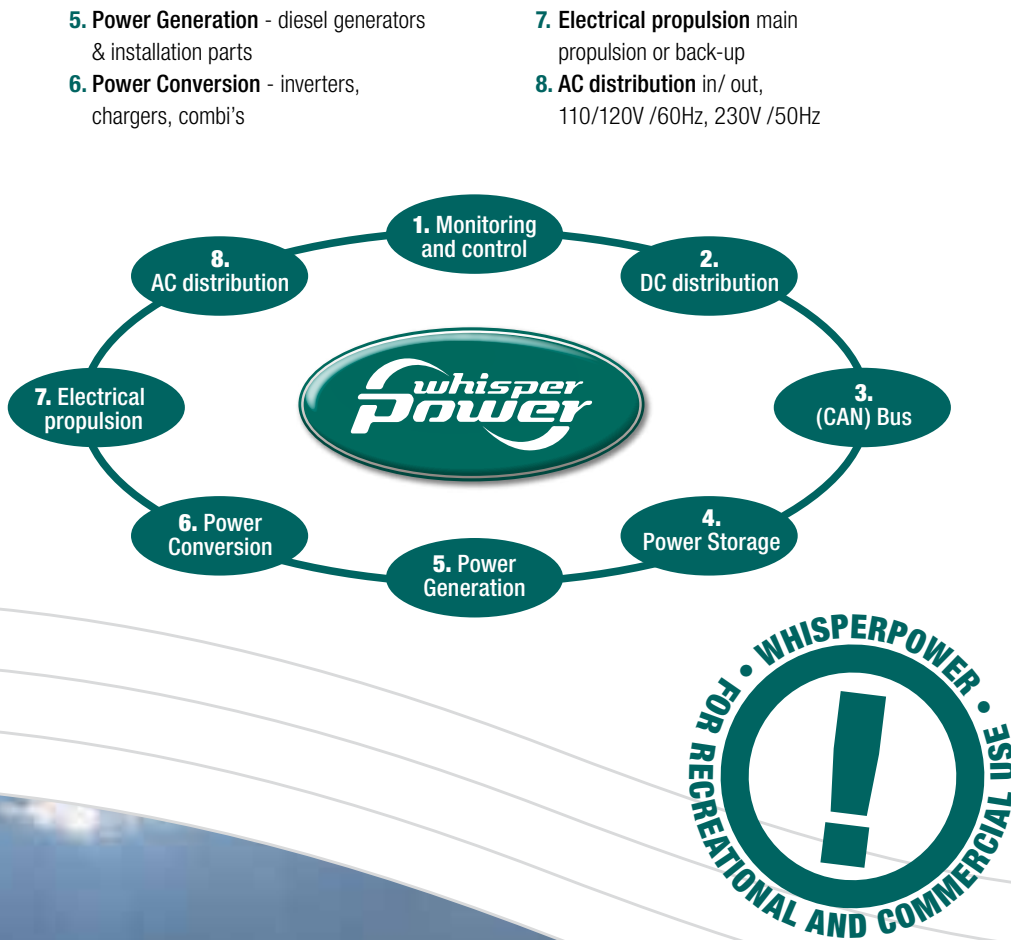 5. Power Generation - diesel generators
& installation parts
6. Power Conversion - inverters,
chargers, combi's
7. Electrical propulsion main
propulsion or back-up
8. AC distribution in/ out,
110/120V /60Hz, 230V /50Hz
1. Monitoring
and control
2.
DC distribution
3.
(CAN) Bus
4.
Power Storage
5. Power
Generation
6. Power
Conversion
7. Electrical
propulsion
8.
AC distribution
whisper
power
• WHISPERPOWER • FOR RECREATIONAL AND COMMERCIAL USE
!